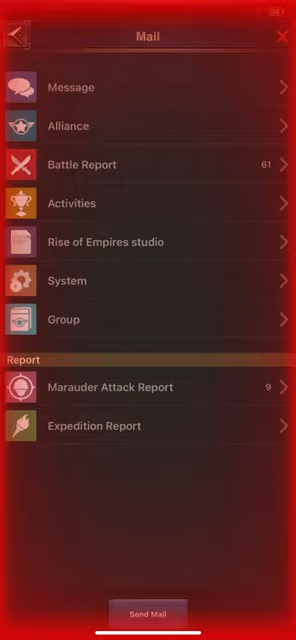 Mail
Message
Alliance
Battle Report 61
Activities
Rise of Empires studio
System
Group
Report
Marauder Attack Report 9
Expedition Report
Send Mail